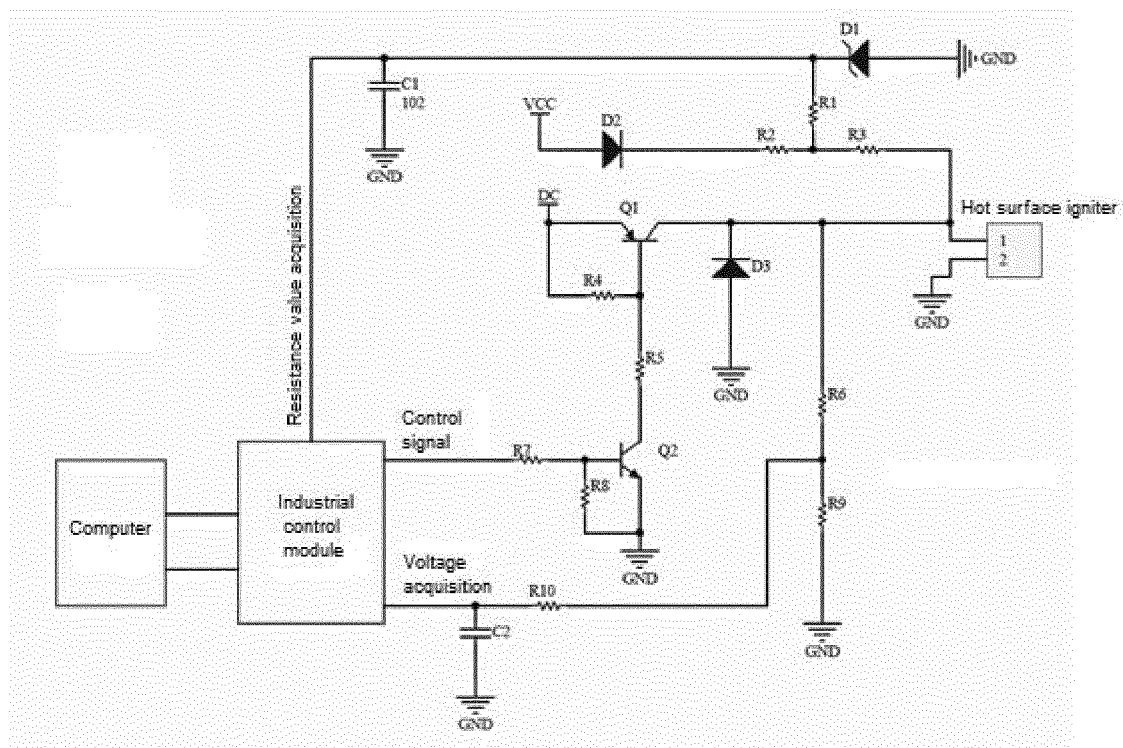 D1
GND
C1
102
GND
R1
VCC
D2
R2
R3
Resistance value acquisition
DC
Q1
Hot surface igniter
1
2
D3
R4
GND
GND
R5
R6
Control
signal
R7
Q2
R8
R9
Computer
Industrial
control
module
GND
Voltage
acquisition
R10
C2
GND
GND